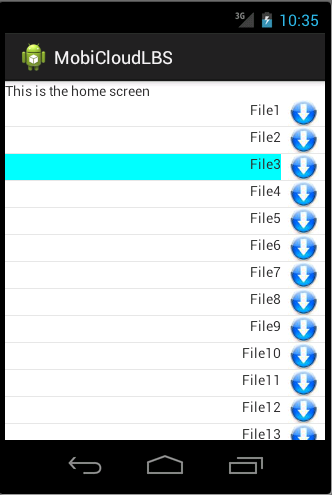 3G 10:35
MobiCloudLBS
This is the home screen
File1
File2
File3
File4
File5
File6
File7
File8
File9
File10
File11
File12
File13